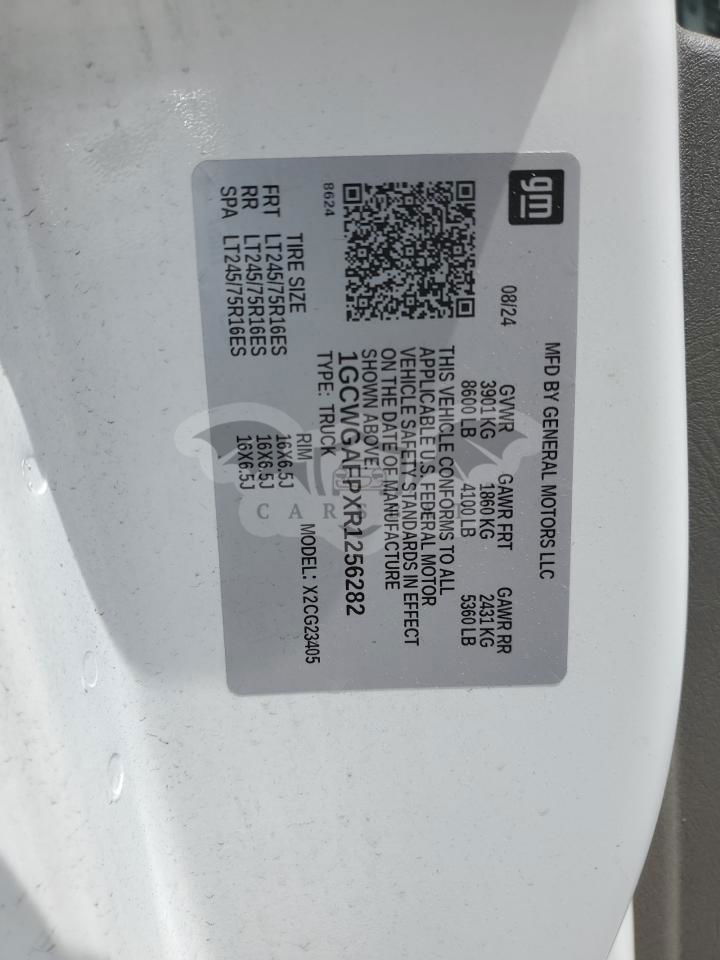 gm
MFD BY GENERAL MOTORS LLC
08/24 GVWR GAWR FRT GAWR RR
3901 KG 1860 KG 2431 KG
8600 LB 4100 LB 5360 LB
THIS VEHICLE CONFORMS TO ALL
APPLICABLE U.S. FEDERAL MOTOR
VEHICLE SAFETY STANDARDS IN EFFECT
ON THE DATE OF MANUFACTURE
SHOWN ABOVE.
1GCWGAFPXR1256282
TYPE: TRUCK MODEL: X2CG23405
8624
TIRE SIZE RIM
FRT LT245/75R16ES 16X6.5J
RR LT245/75R16ES 16X6.5J
SPA LT245/75R16ES 16X6.5J